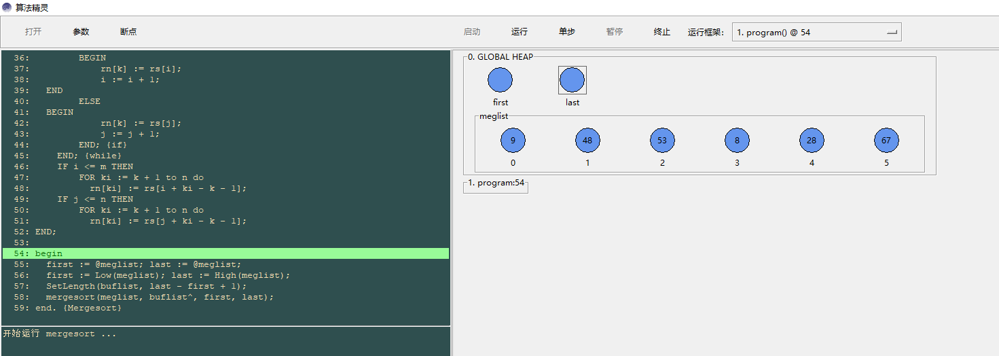 算法精灵
打开 参数 断点 启动 运行 单步 暂停 终止 运行框架: 1. program() @ 54
36: BEGIN
37: rn[k] := rs[i];
38: i := i + 1;
39: END
40: ELSE
41: BEGIN
42: rn[k] := rs[j];
43: j := j + 1;
44: END; {if}
45: END; {while}
46: IF i <= m THEN
47: FOR ki := k + 1 to n do
48: rn[ki] := rs[i + ki - k - 1];
49: IF j <= n THEN
50: FOR ki := k + 1 to n do
51: rn[ki] := rs[j + ki - k - 1];
52: END;
53:
54: begin
55: first := @meglist; last := @meglist;
56: first := Low(meglist); last := High(meglist);
57: SetLength(buflist, last - first + 1);
58: mergesort(meglist, buflist^, first, last);
59: end. {Mergesort}
开始运行 mergesort ...
0. GLOBAL HEAP
first last
meglist
9 48 53 8 28 67
0 1 2 3 4 5
1. program:54